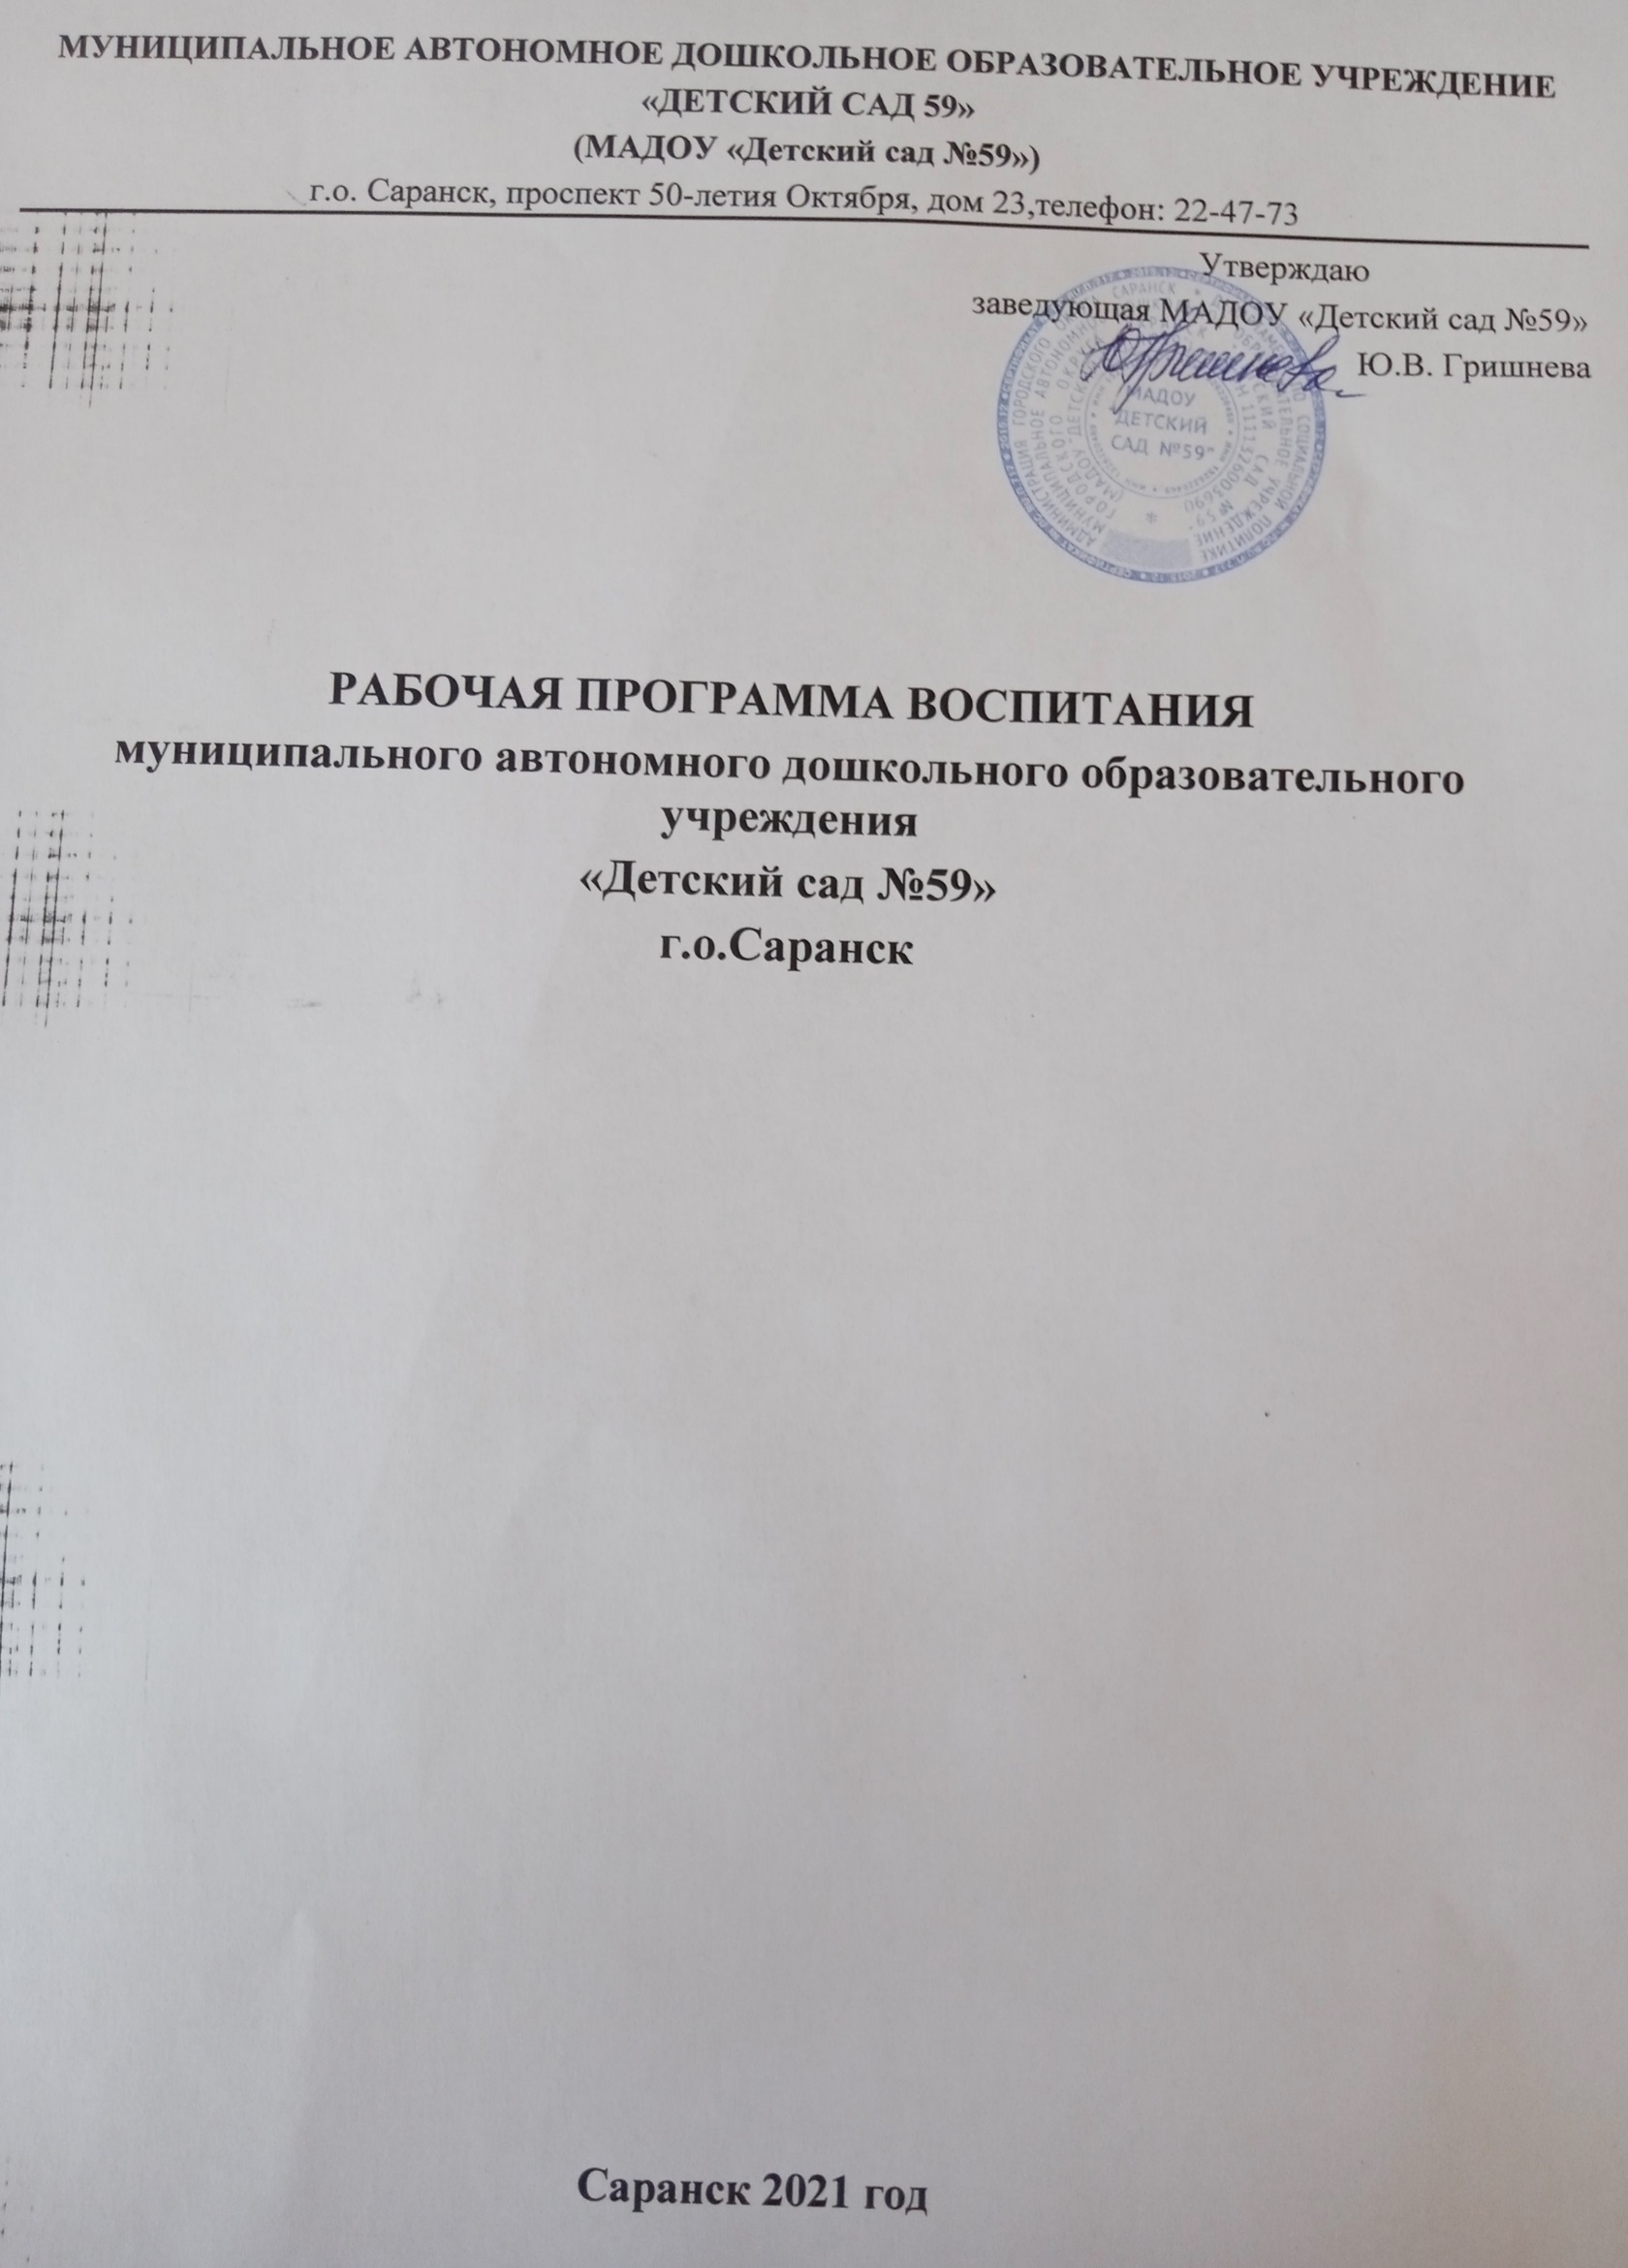 МУНИЦИПАЛЬНОЕ АВТОНОМНОЕ ДОШКОЛЬНОЕ ОБРАЗОВАТЕЛЬНОЕ УЧРЕЖДЕНИЕ
«ДЕТСКИЙ САД 59»
(МАДОУ «Детский сад №59»)
г.о. Саранск, проспект 50-летия Октября, дом 23,телефон: 22-47-73
Утверждаю
заведующая МАДОУ «Детский сад №59»
Ю.В. Гришнева
МАДОУ
"ДЕТСКИЙ
САД №59"
РАБОЧАЯ ПРОГРАММА ВОСПИТАНИЯ
муниципального автономного дошкольного образовательного
учреждения
«Детский сад №59»
г.о.Саранск
Саранск 2021 год